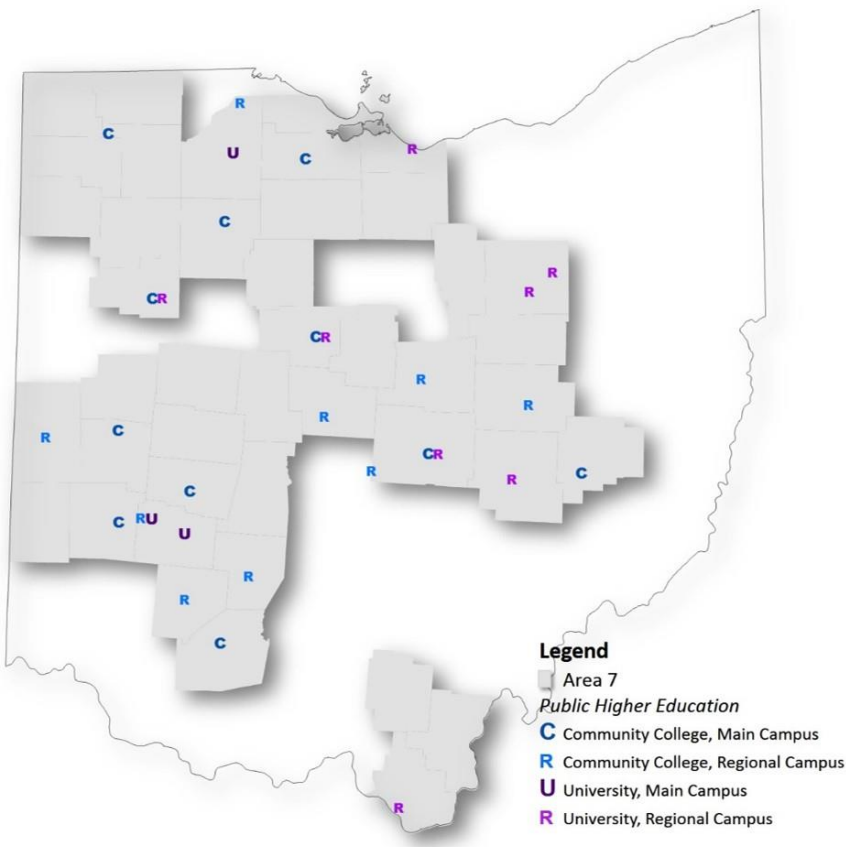 R
C
U
C
R
C
R
CR
R
CR
R
R
R
R
C
R
CR
R
C
R
C
C
RU
U
R
R
C
Legend
Area 7
Public Higher Education
C Community College, Main Campus
R Community College, Regional Campus
U University, Main Campus
R University, Regional Campus
R